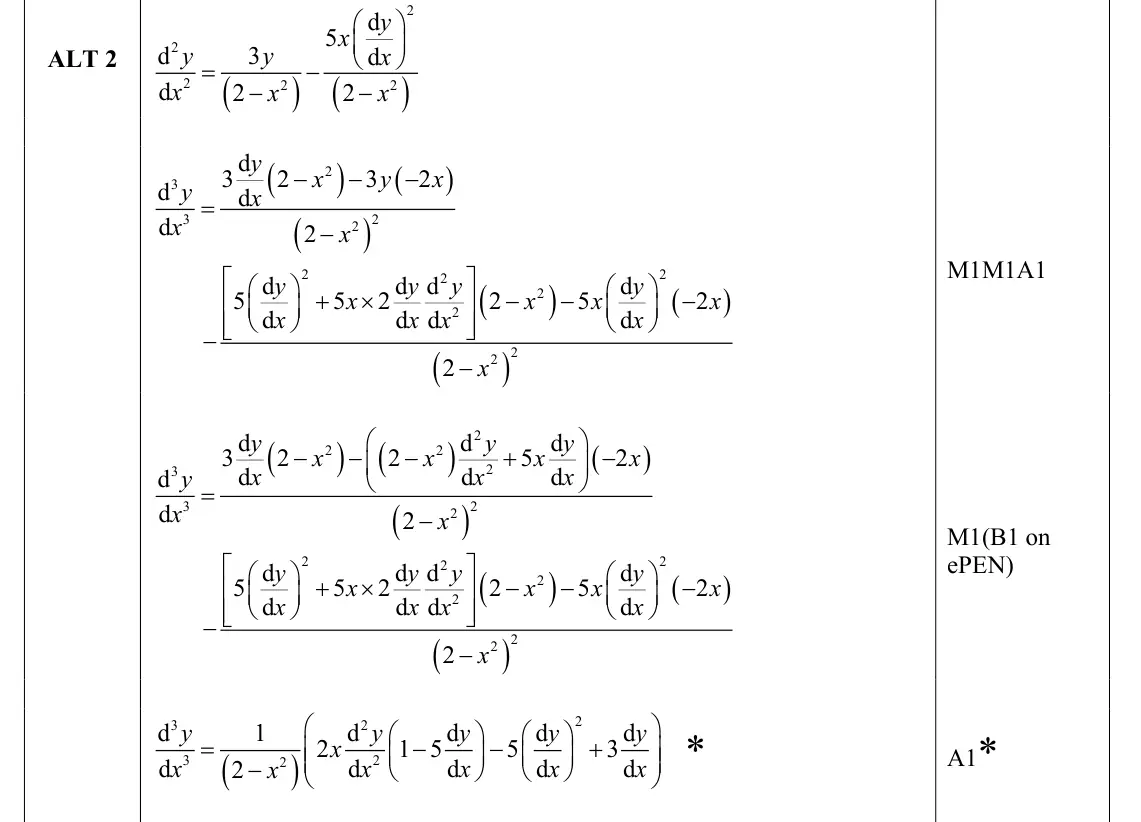 ALT 2 d²y/dx² = 3y/(2 − x²) − 5x(dy/dx)²/(2 − x²)
d³y/dx³ = (3 dy/dx (2 − x²) − 3y(−2x))/(2 − x²)²
− ([5(dy/dx)² + 5x × 2 dy/dx d²y/dx²](2 − x²) − 5x(dy/dx)²(−2x))/(2 − x²)² M1M1A1
d³y/dx³ = (3 dy/dx (2 − x²) − ((2 − x²) d²y/dx² + 5x dy/dx)(−2x))/(2 − x²)²
− ([5(dy/dx)² + 5x × 2 dy/dx d²y/dx²](2 − x²) − 5x(dy/dx)²(−2x))/(2 − x²)² M1(B1 on
ePEN)
d³y/dx³ = 1/(2 − x²) (2x d²y/dx² (1 − 5 dy/dx) − 5(dy/dx)² + 3 dy/dx) * A1*